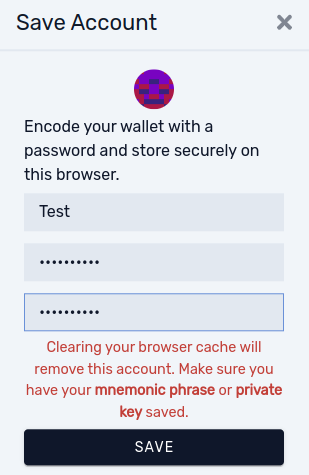 Save Account
Encode your wallet with a
password and store securely on
this browser.
Test
••••••••••
••••••••••
Clearing your browser cache will
remove this account. Make sure you
have your mnemonic phrase or private
key saved.
SAVE